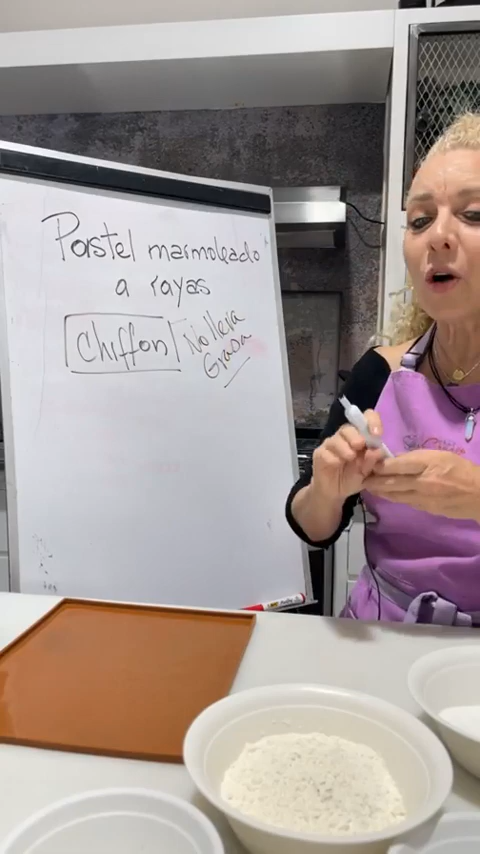 Pastel marmoleado
a rayas
Chiffon
No lleva
Grasa